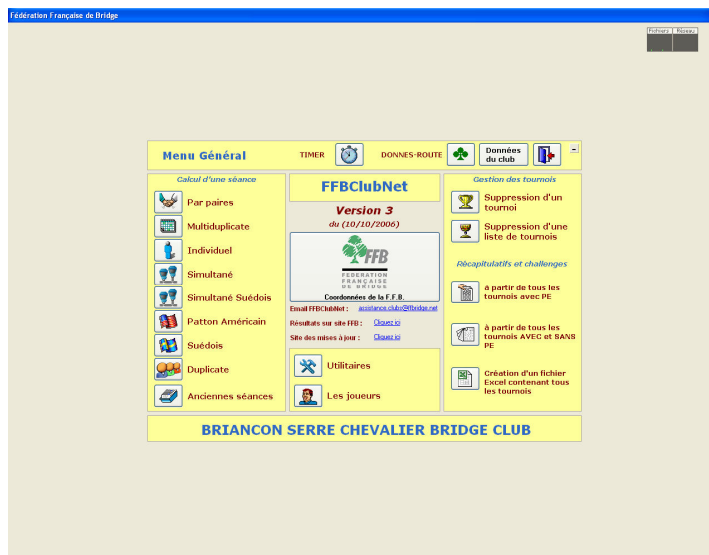 Fédération Française de Bridge
Fichiers Réseau
Menu Général
TIMER
DONNES-ROUTE
Données
du club
Calcul d'une séance
Par paires
Multiduplicate
Individuel
Simultané
Simultané Suédois
Patton Américain
Suédois
Duplicate
Anciennes séances
FFBClubNet
Version 3
du (10/10/2006)
FFB
FEDERATION
FRANÇAISE
DE BRIDGE
Coordonnées de la F.F.B.
Email FFBClubNet : assistance.clubs@ffbridge.net
Résultats sur site FFB : Cliquez ici
Site des mises à jour : Cliquez ici
Utilitaires
Les joueurs
Gestion des tournois
Suppression d'un
tournoi
Suppression d'une
liste de tournois
Récapitulatifs et challenges
à partir de tous les
tournois avec PE
à partir de tous les
tournois AVEC et SANS
PE
Création d'un fichier
Excel contenant tous
les tournois
BRIANCON SERRE CHEVALIER BRIDGE CLUB